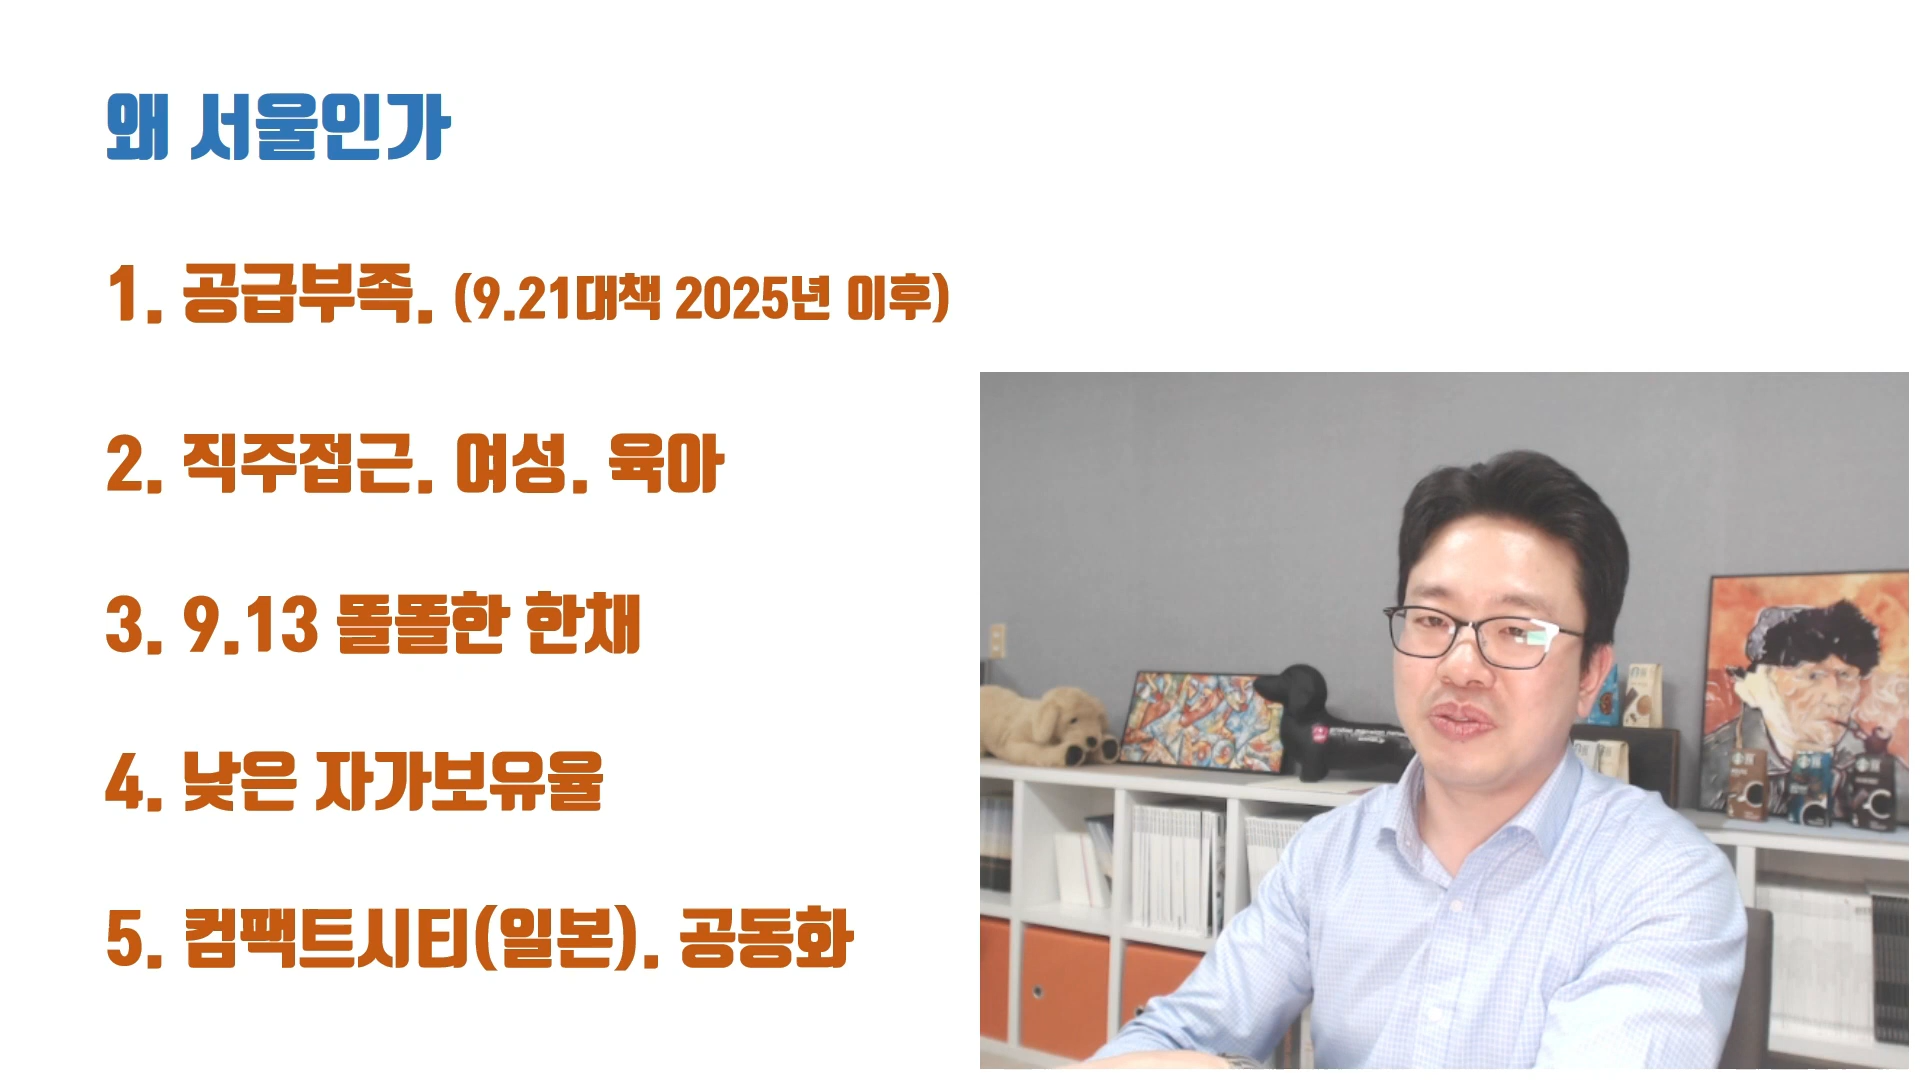 왜 서울인가
1. 공급부족. (9.21대책 2025년 이후)
2. 직주접근. 여성. 육아
3. 9.13 똘똘한 한채
4. 낮은 자가보유율
5. 컴팩트시티(일본). 공동화